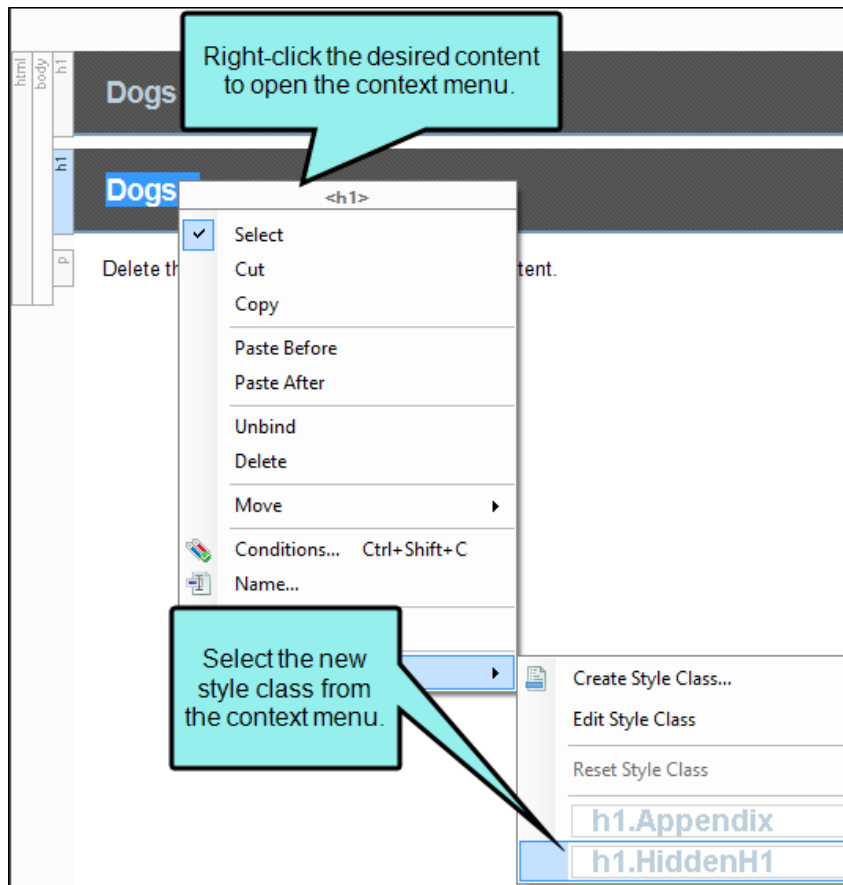 Right-click the desired content
to open the context menu.
html
body
h1
Dogs
h1
Dogs
<h1>
Select
Cut
Copy
p
Delete th
tent.
Paste Before
Paste After
Unbind
Delete
Move
Conditions... Ctrl+Shift+C
Name...
Select the new
style class from
the context menu.
Create Style Class...
Edit Style Class
Reset Style Class
h1.Appendix
h1.HiddenH1